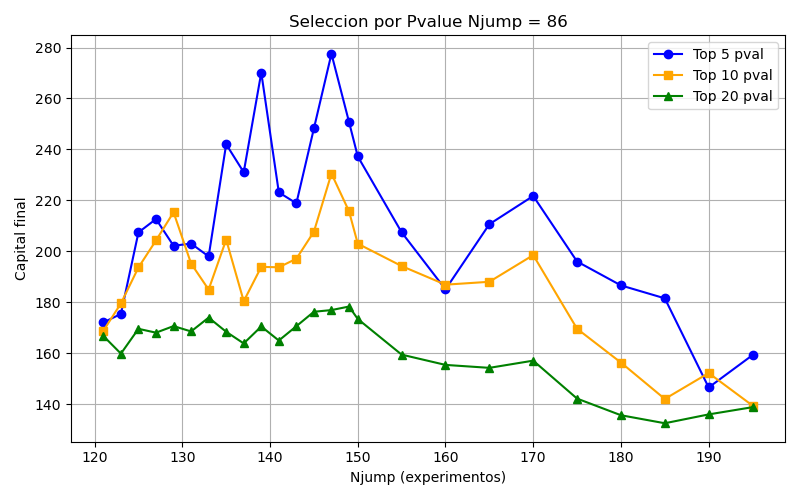 Seleccion por Pvalue Njump = 86
Top 5 pval
Top 10 pval
Top 20 pval
Capital final
280
260
240
220
200
180
160
140
120 130 140 150 160 170 180 190
Njump (experimentos)